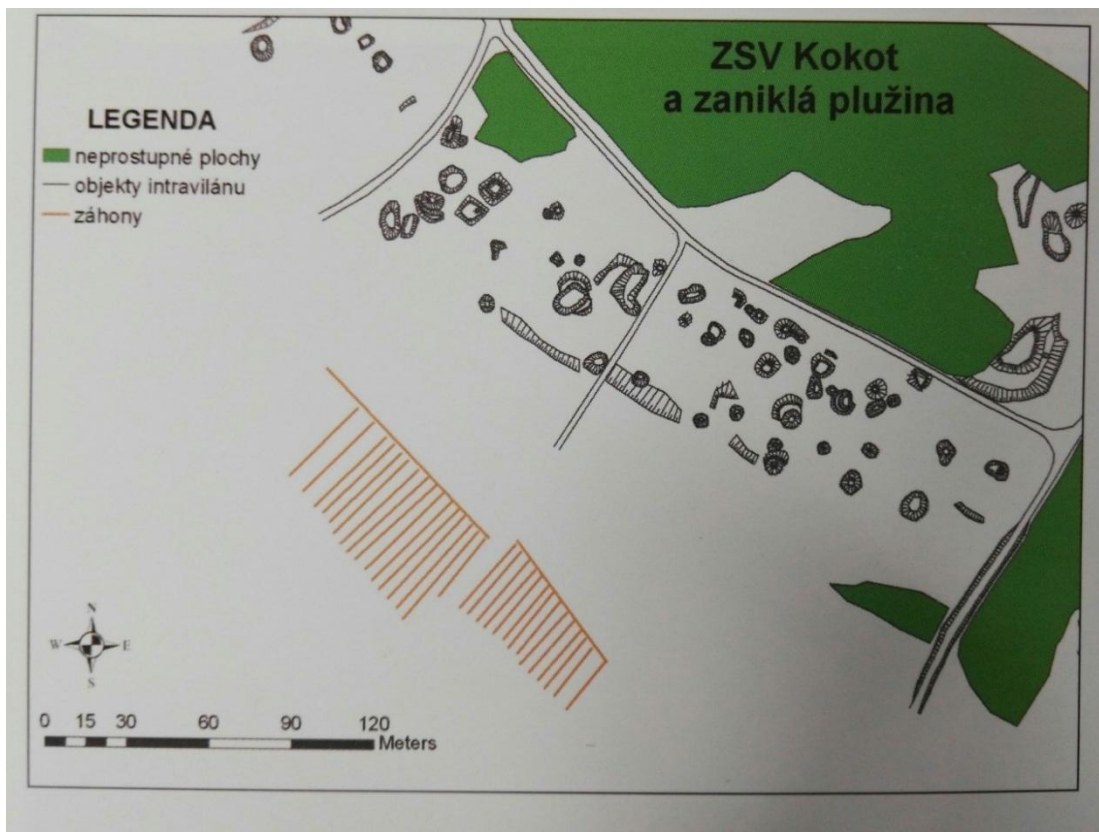 ZSV Kokot
a zaniklá plužina
LEGENDA
neprostupné plochy
objekty intravilánu
záhony
N
W E
S
0 15 30 60 90 120
Meters